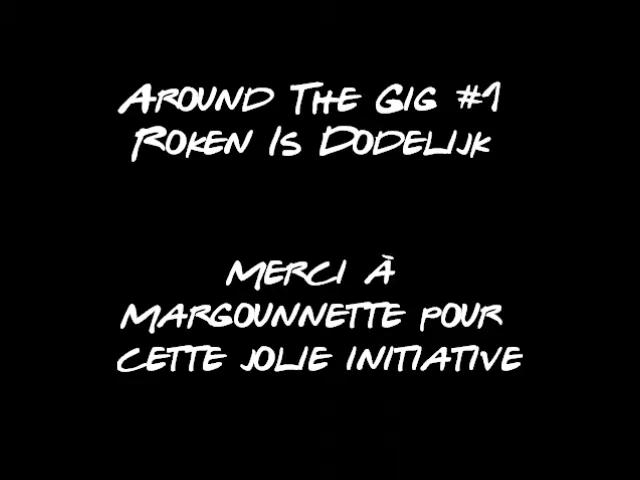 Around The Gig #1
Roken Is Dodelijk
Merci à
Margounnette pour
cette jolie initiative